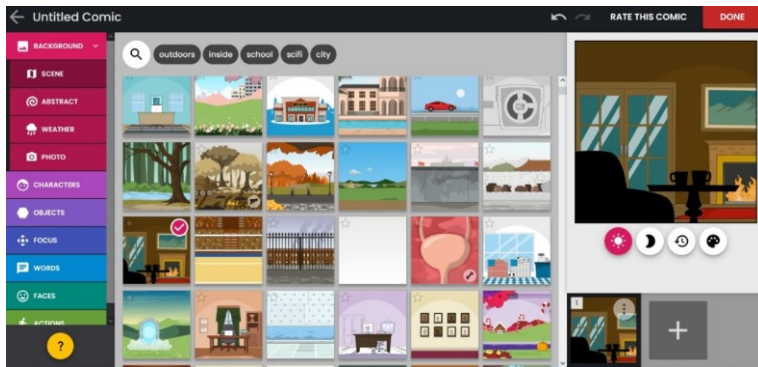 Untitled Comic
RATE THIS COMIC
DONE
BACKGROUND
SCENE
ABSTRACT
WEATHER
PHOTO
CHARACTERS
OBJECTS
FOCUS
WORDS
FACES
ACTIONS
?
outdoors inside school scifi city
1